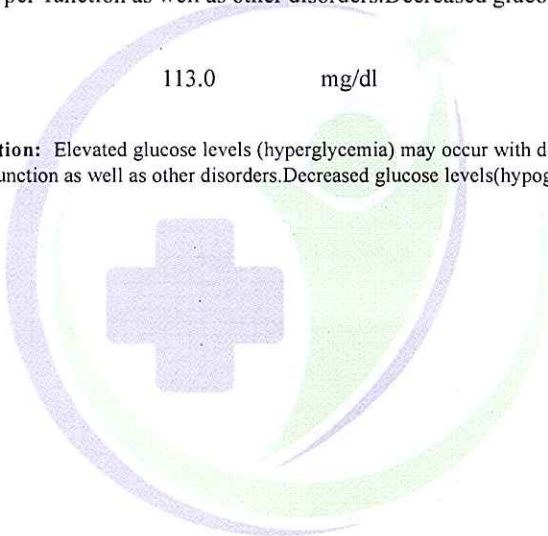 per function as well as other disorders.Decreased gluco
113.0 mg/dl
tion: Elevated glucose levels (hyperglycemia) may occur with d
unction as well as other disorders.Decreased glucose levels(hypog